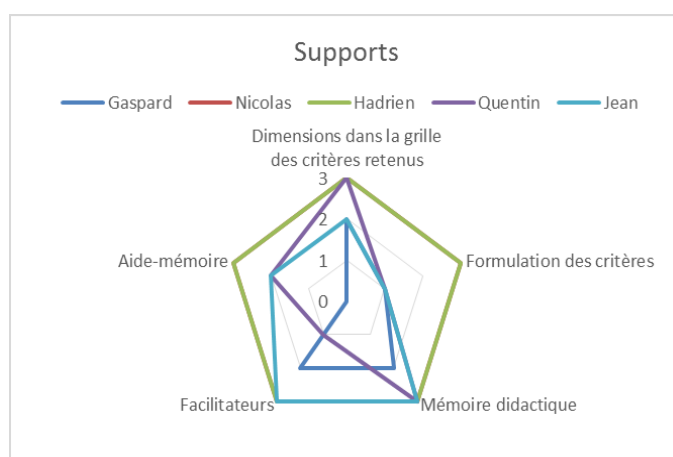 Supports
Gaspard Nicolas Hadrien Quentin Jean
Dimensions dans la grille
des critères retenus
3
2
1
0
Aide-mémoire
Formulation des critères
Facilitateurs
Mémoire didactique